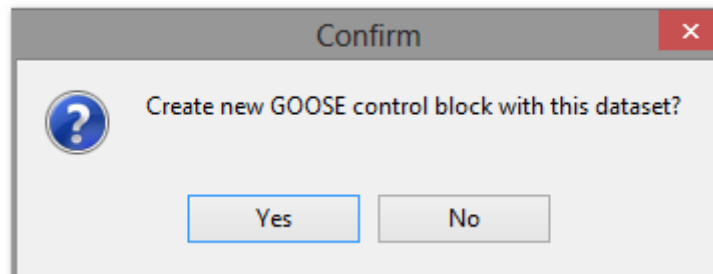 Confirm
Create new GOOSE control block with this dataset?
Yes
No